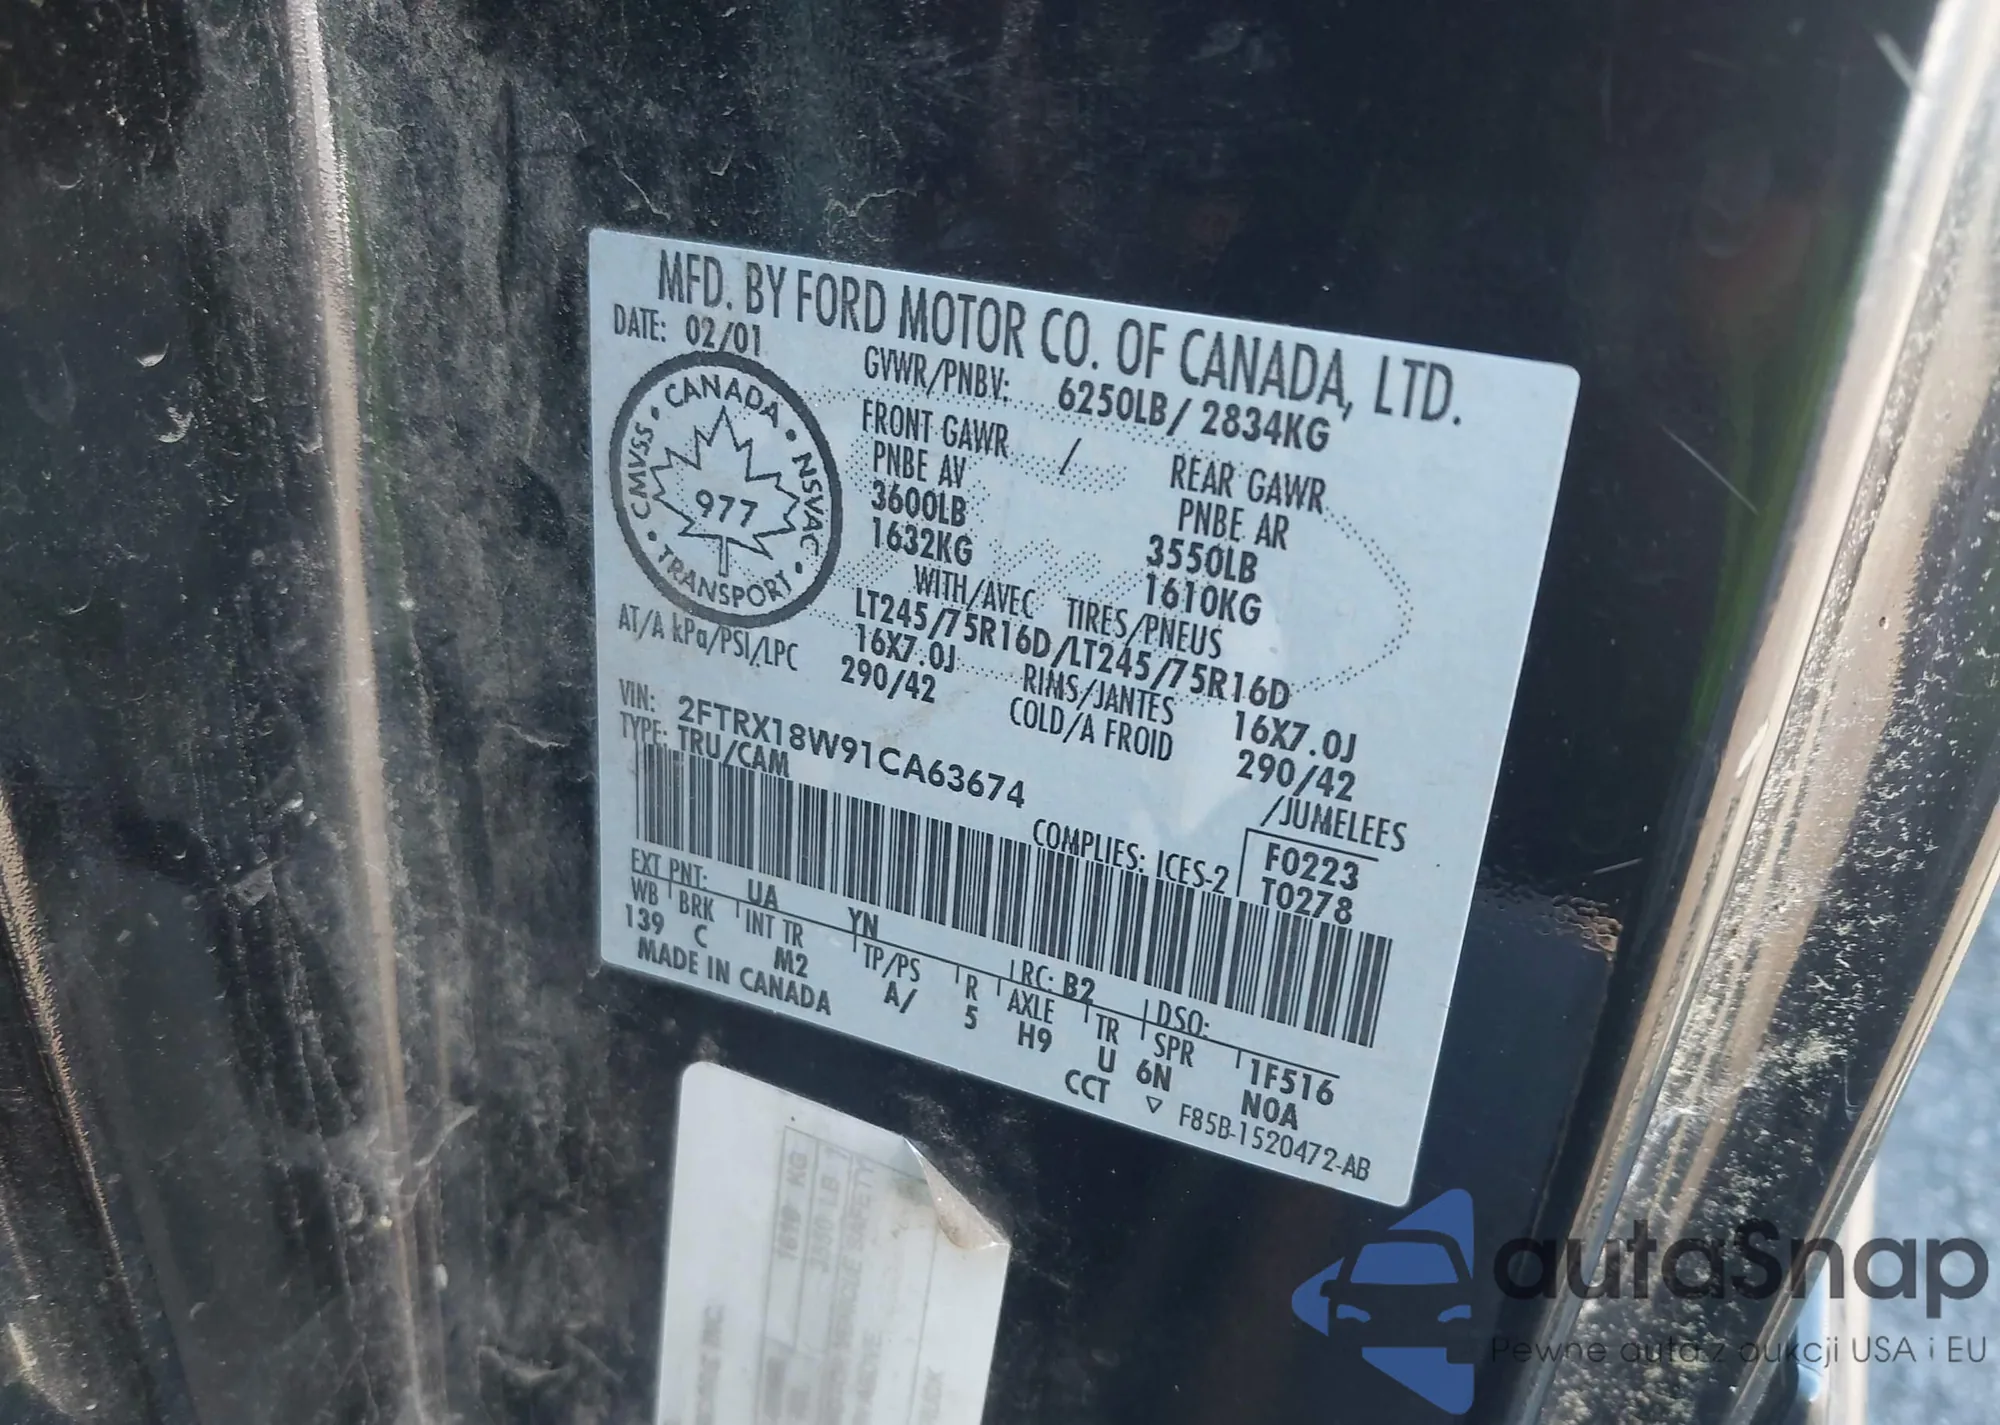 MFD. BY FORD MOTOR CO. OF CANADA, LTD.
DATE: 02/01
GVWR/PNBV: 6250LB/ 2834KG
CANADA • NSVAC • TRANSPORT • CMVSS •
977
FRONT GAWR / REAR GAWR
PNBE AV PNBE AR
3600LB 3550LB
1632KG 1610KG
WITH/AVEC TIRES/PNEUS
LT245/75R16D/LT245/75R16D
16X7.0J RIMS/JANTES 16X7.0J
AT/A kPa/PSI/LPC 290/42 COLD/A FROID 290/42
VIN: 2FTRX18W91CA63674 /JUMELEES
TYPE: TRU/CAM
COMPLIES: ICES-2
F0223
T0278
EXT PNT: UA YN RC: B2 DSO:
WB BRK INT TR TP/PS R AXLE TR SPR 1F516
139 C M2 A/ 5 H9 U 6N N0A
MADE IN CANADA CCT ▽ F85B-1520472-AB
KG
LB
VEHICLE SAFETY
INC.
autaSnap
Pewne auta z aukcji USA i EU